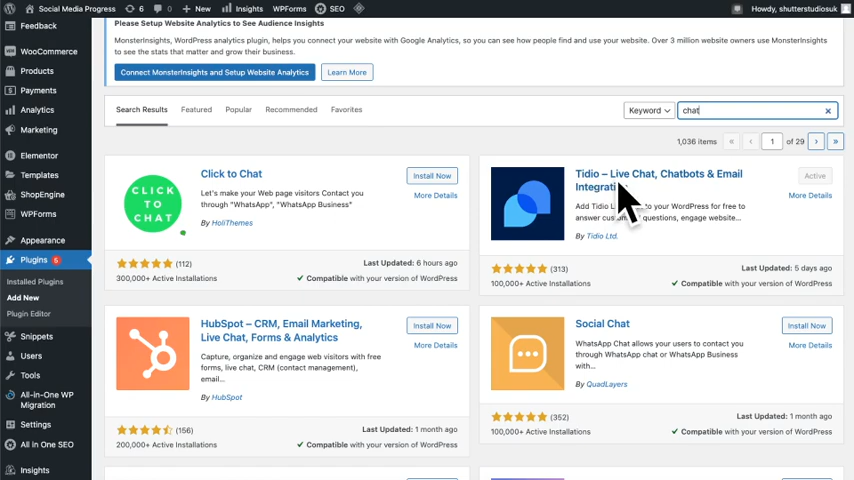 Social Media Progress
6
0
New
Insights
WPForms
SEO
Howdy, shutterstudiosuk
Feedback
WooCommerce
Products
Payments
Analytics
Marketing
Elementor
Templates
ShopEngine
WPForms
Appearance
Plugins 5
Installed Plugins
Add New
Plugin Editor
Snippets
Users
Tools
All-in-One WP
Migration
Settings
All in One SEO
Insights
Please Setup Website Analytics to See Audience Insights
MonsterInsights, WordPress analytics plugin, helps you connect your website with Google Analytics, so you can see how people find and use your website. Over 3 million website owners use MonsterInsights
to see the stats that matter and grow their business.
Connect MonsterInsights and Setup Website Analytics
Learn More
Search Results
Featured
Popular
Recommended
Favorites
Keyword
chat
1,036 items
«
‹
1
of 29
›
»
CLICK
TO
CHAT
Click to Chat
Let's make your Web page visitors Contact you
through "WhatsApp", "WhatsApp Business"
By HoliThemes
Install Now
More Details
(112)
300,000+ Active Installations
Last Updated: 6 hours ago
Compatible with your version of WordPress
Tidio – Live Chat, Chatbots & Email
Add Tidio
to your WordPress for free to
answer
questions, engage website...
By Tidio Ltd.
Active
More Details
(313)
100,000+ Active Installations
Last Updated: 5 days ago
Compatible with your version of WordPress
HubSpot – CRM, Email Marketing,
Live Chat, Forms & Analytics
Capture, organize and engage web visitors with free
forms, live chat, CRM (contact management),
email...
By HubSpot
Install Now
More Details
(156)
200,000+ Active Installations
Last Updated: 1 month ago
Compatible with your version of WordPress
Social Chat
WhatsApp Chat allows your users to contact you
through WhatsApp chat or WhatsApp Business
with...
By QuadLayers
Install Now
More Details
(352)
100,000+ Active Installations
Last Updated: 1 month ago
Compatible with your version of WordPress